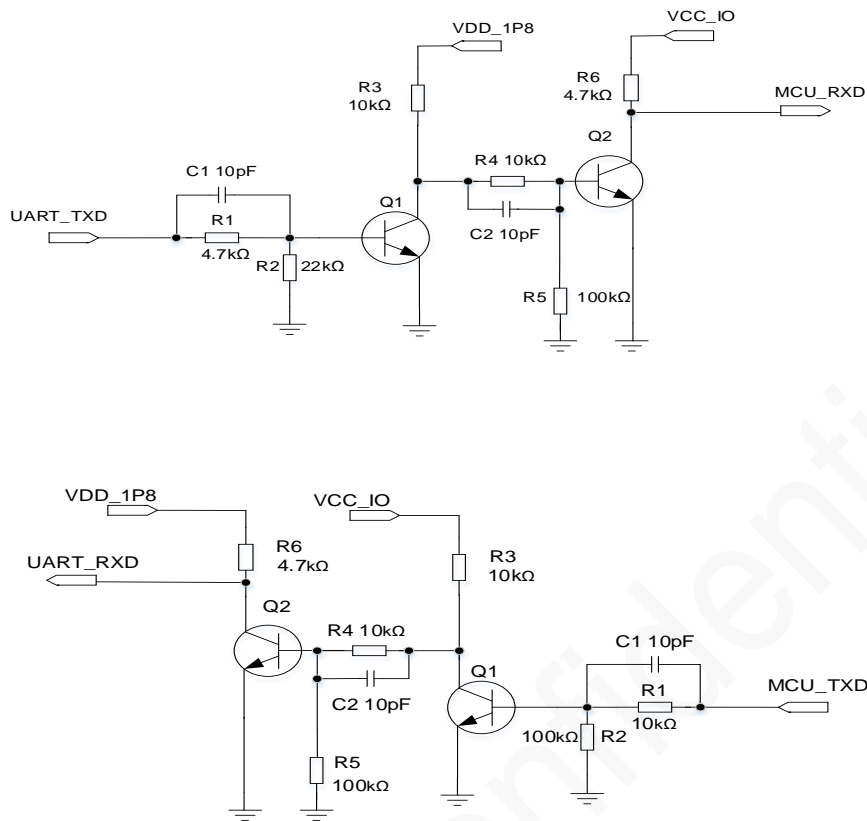 VDD_1P8
VCC_IO
R3
10kΩ
R6
4.7kΩ
MCU_RXD
Q2
C1 10pF
R4 10kΩ
UART_TXD
R1
Q1
4.7kΩ
R2
22kΩ
C2 10pF
R5
100kΩ
VDD_1P8
VCC_IO
R6
4.7kΩ
R3
10kΩ
UART_RXD
Q2
R4 10kΩ
C1 10pF
Q1
R1
MCU_TXD
C2 10pF
10kΩ
100kΩ
R2
R5
100kΩ
nfidenti